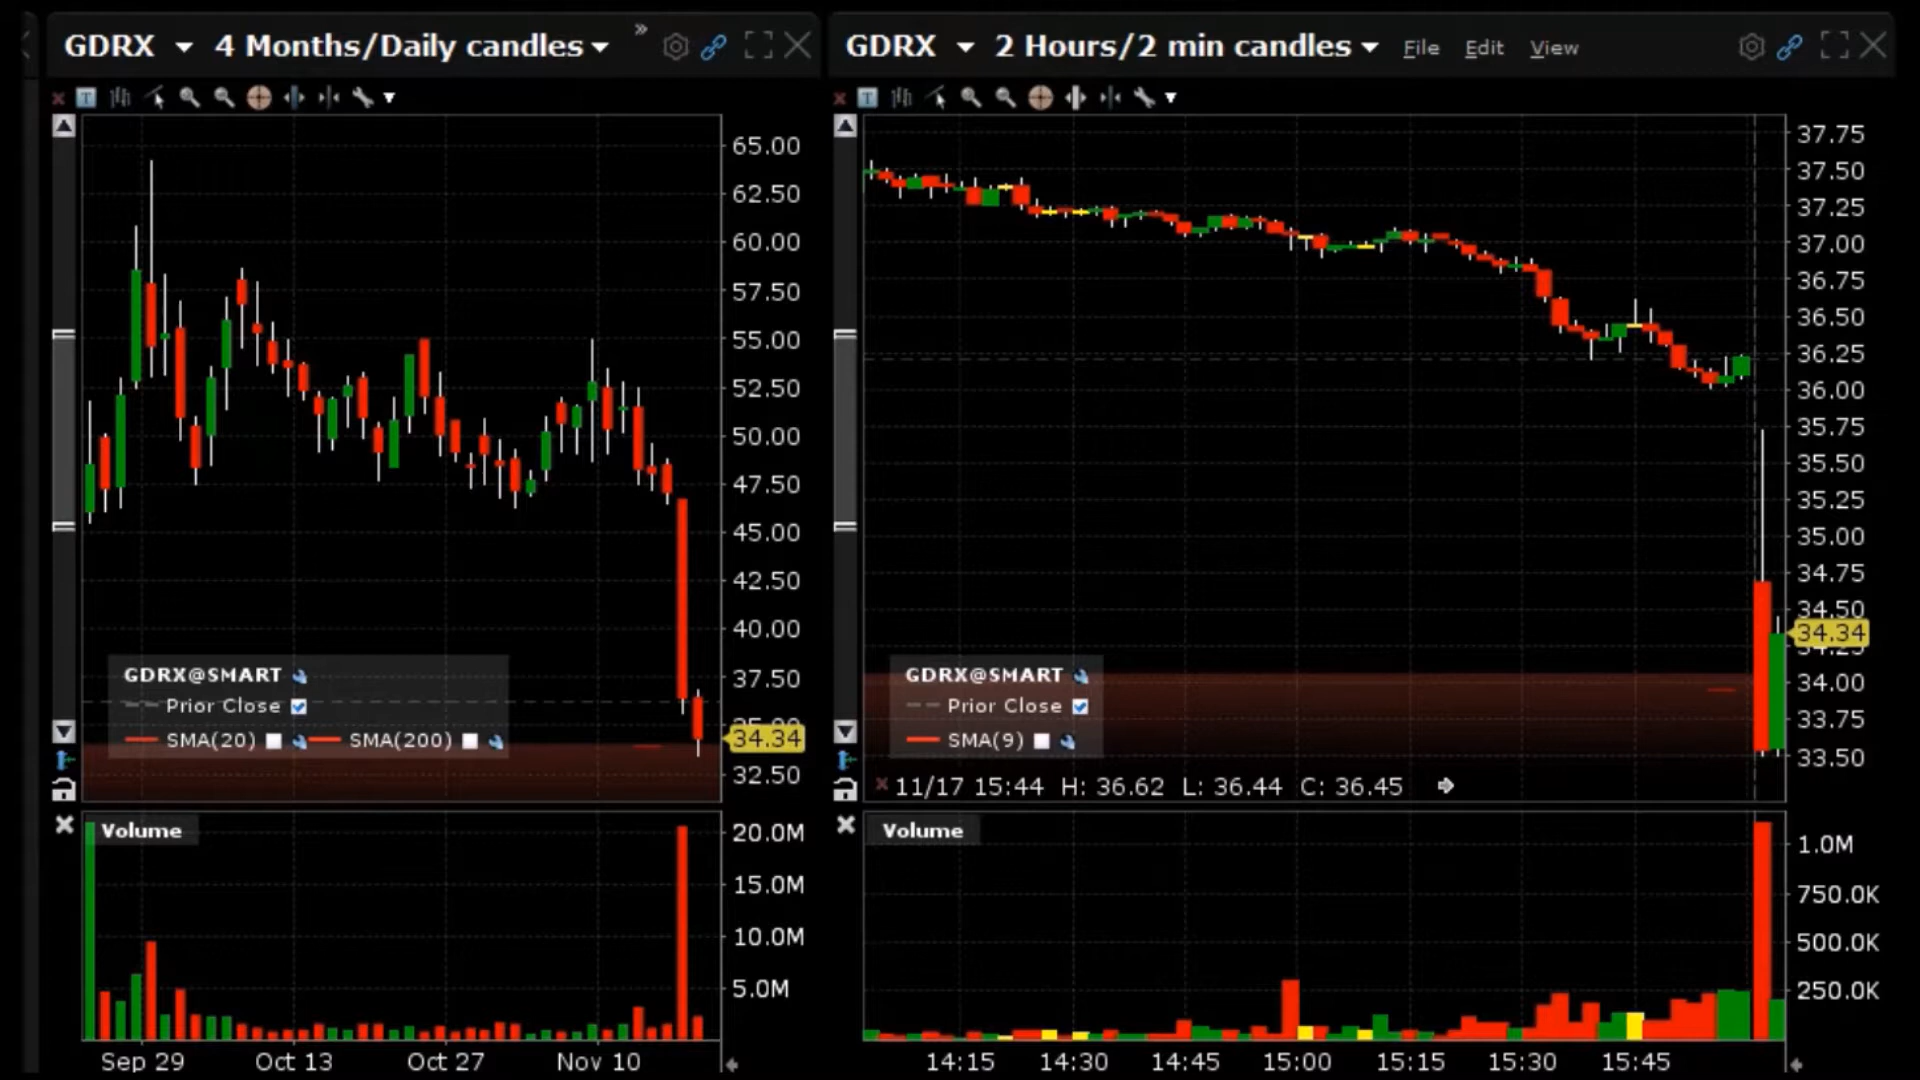 GDRX 4 Months/Daily candles »
65.00
62.50
60.00
57.50
55.00
52.50
50.00
47.50
45.00
42.50
40.00
37.50
35.00
34.34
32.50
GDRX@SMART
Prior Close
SMA(20) SMA(200)
Volume
20.0M
15.0M
10.0M
5.0M
Sep 29 Oct 13 Oct 27 Nov 10
GDRX 2 Hours/2 min candles File Edit View
37.75
37.50
37.25
37.00
36.75
36.50
36.25
36.00
35.75
35.50
35.25
35.00
34.75
34.50
34.34
34.25
34.00
33.75
33.50
GDRX@SMART
Prior Close
SMA(9)
11/17 15:44 H: 36.62 L: 36.44 C: 36.45
Volume
1.0M
750.0K
500.0K
250.0K
14:15 14:30 14:45 15:00 15:15 15:30 15:45